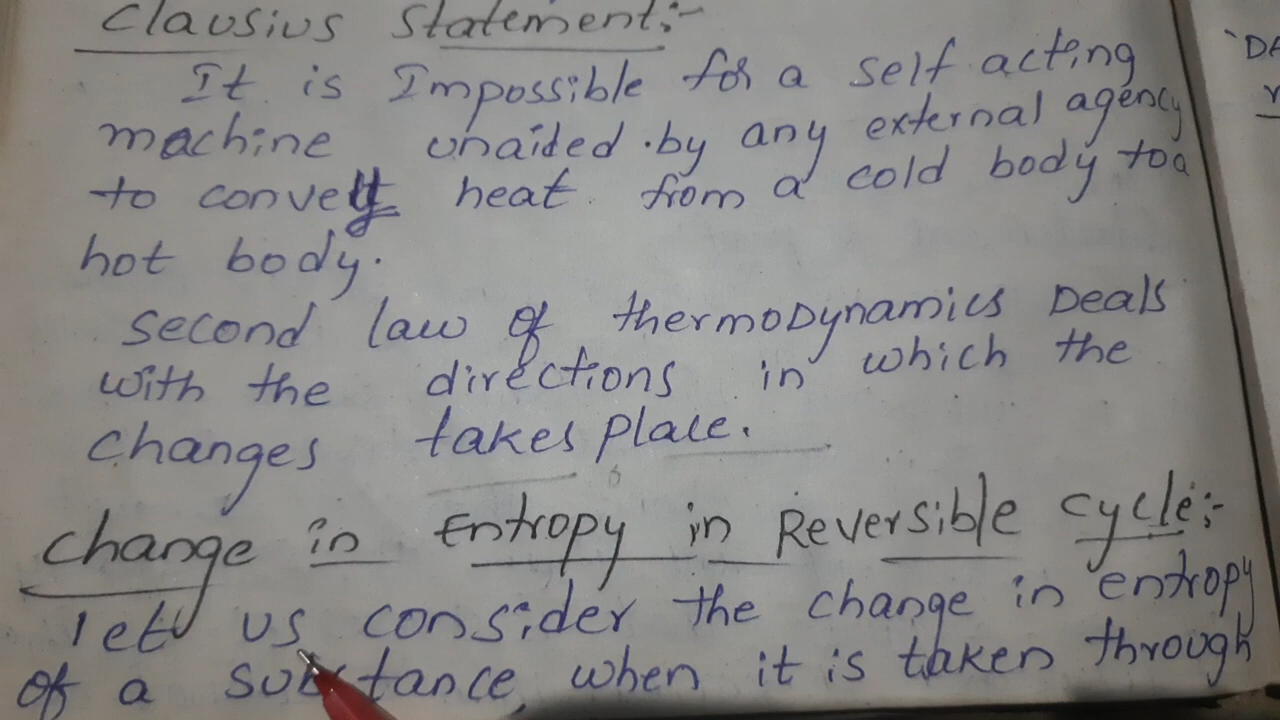 Clausius Statement:-
It is Impossible for a self acting
machine unaided by any external agency
to convey heat from a cold body to a
hot body.
Second law of thermoDynamics Deals
with the directions in which the
changes takes place.
Change in Entropy in Reversible cycle:-
let us consider the change in entropy
of a substance, when it is taken through